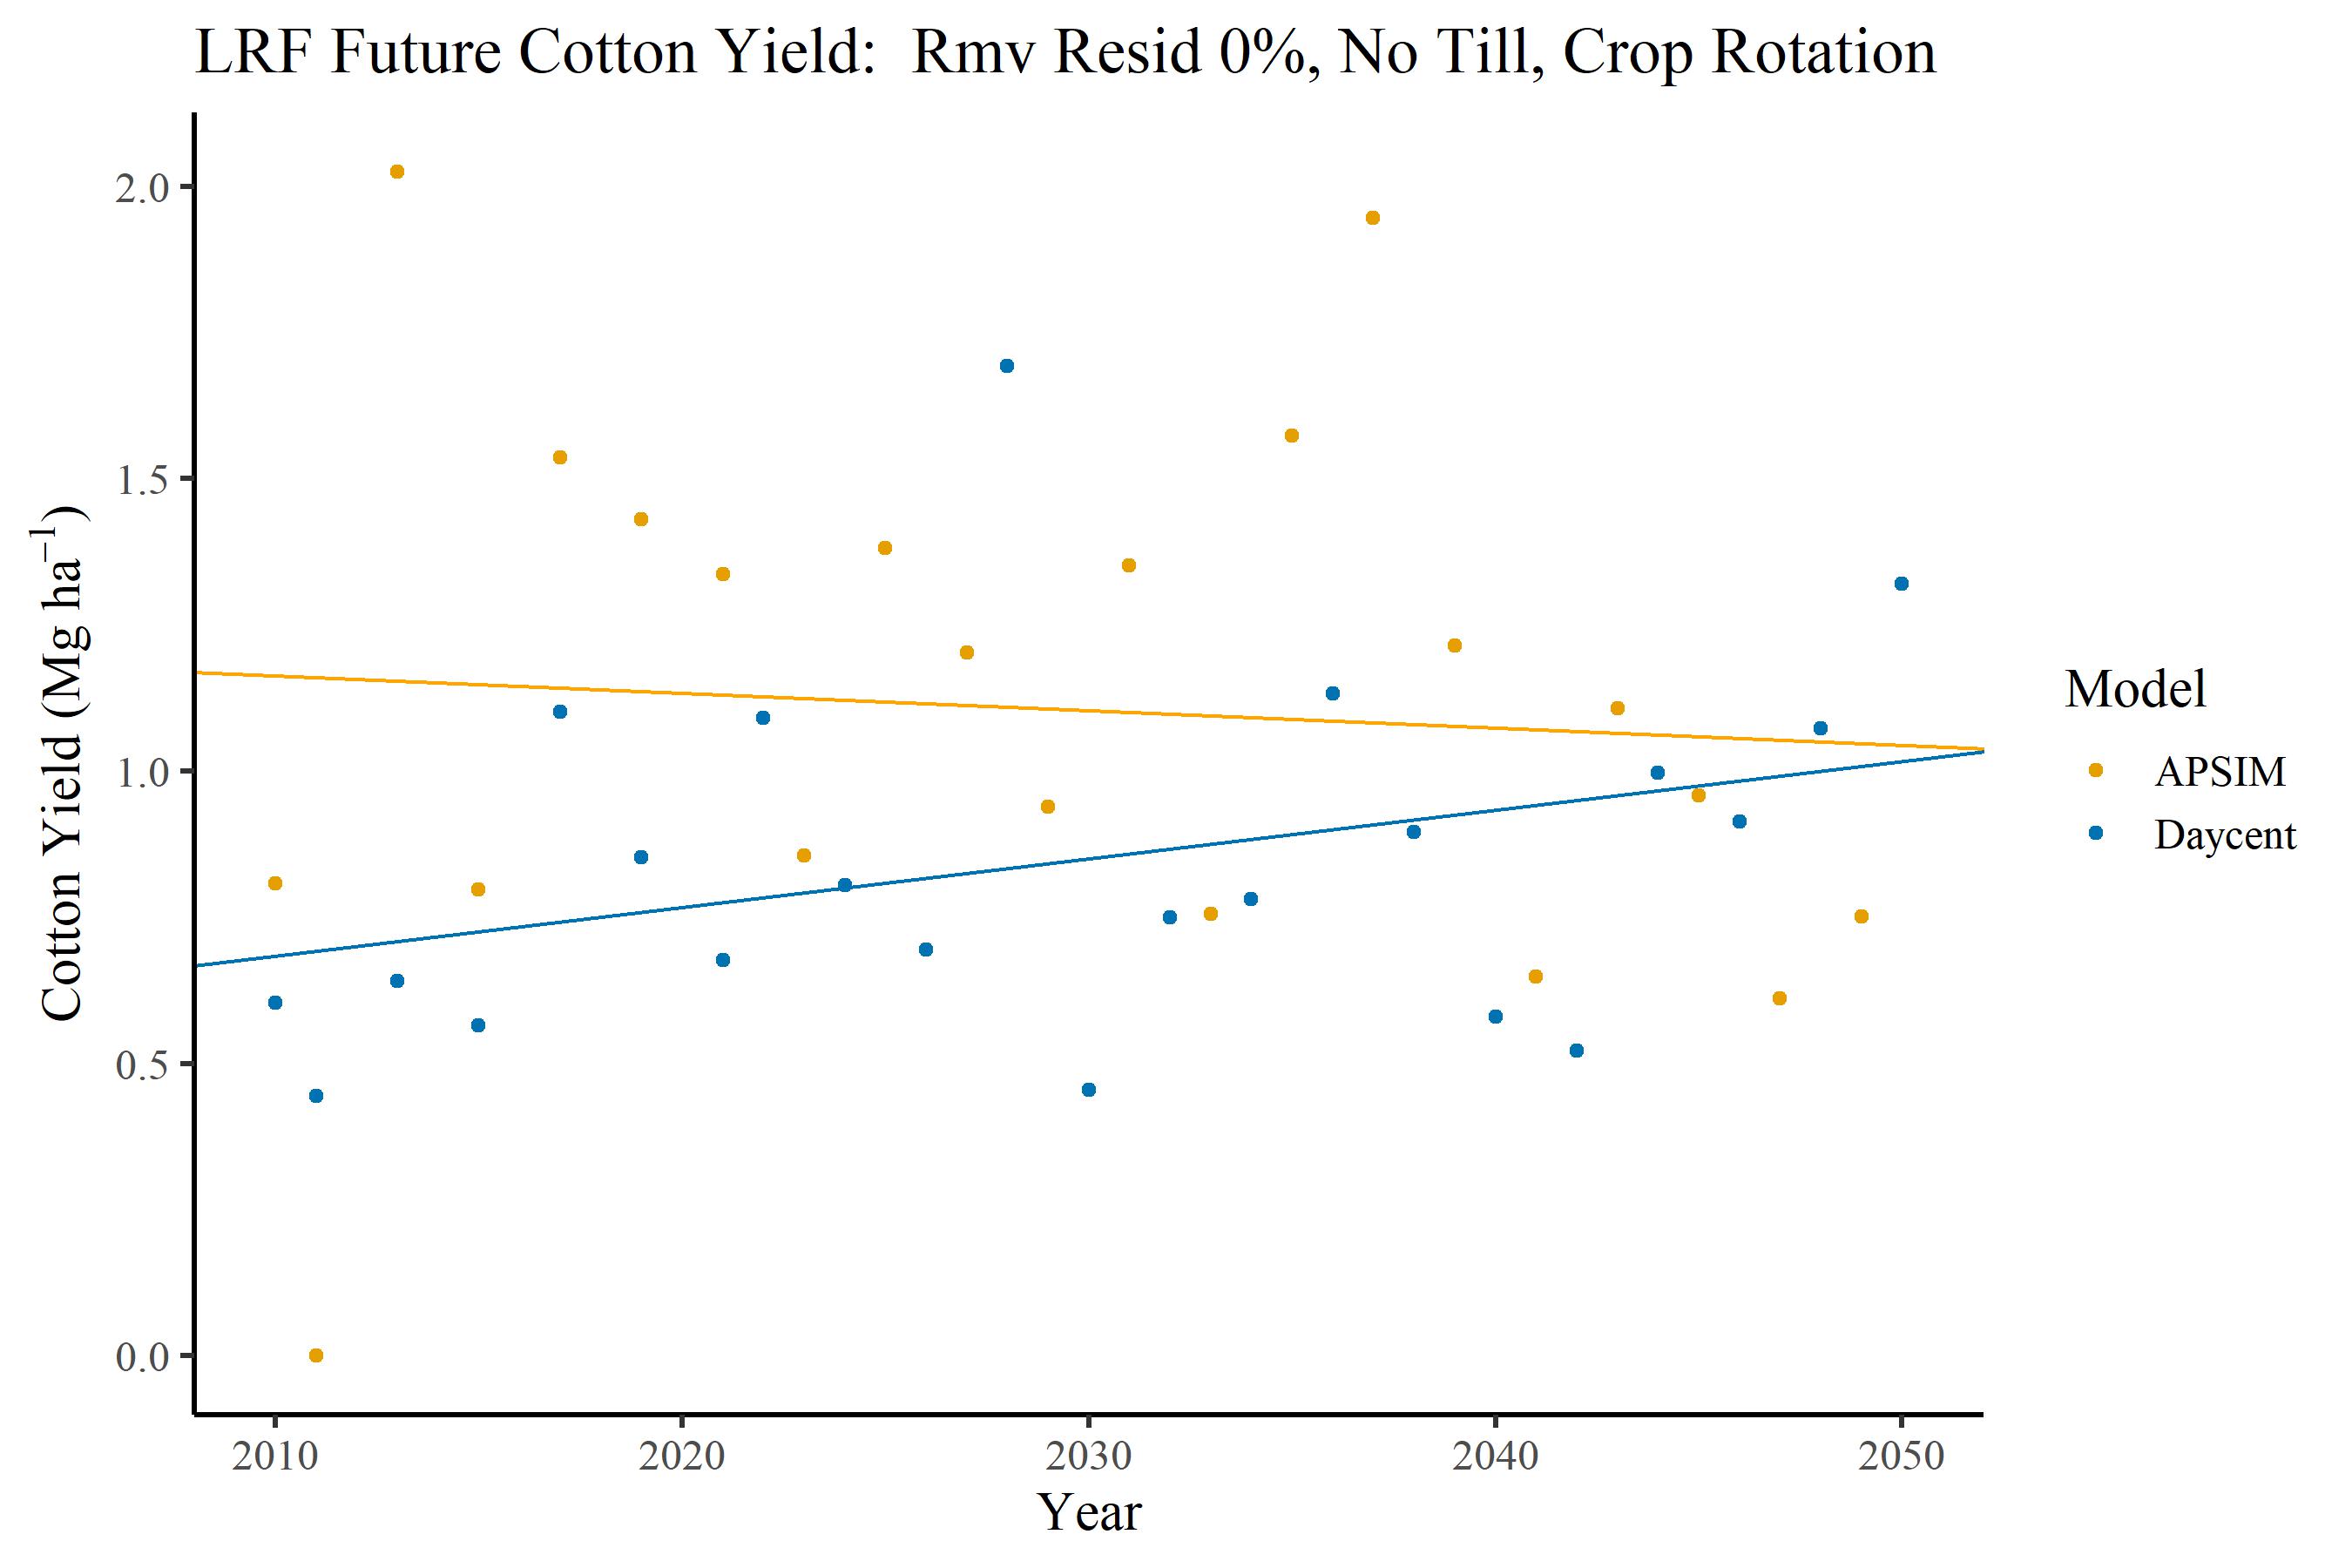 LRF Future Cotton Yield:  Rmv Resid 0%, No Till, Crop Rotation
Cotton Yield (Mg ha⁻¹)
2.0
1.5
1.0
0.5
0.0
2010 2020 2030 2040 2050
Year
Model
APSIM
Daycent